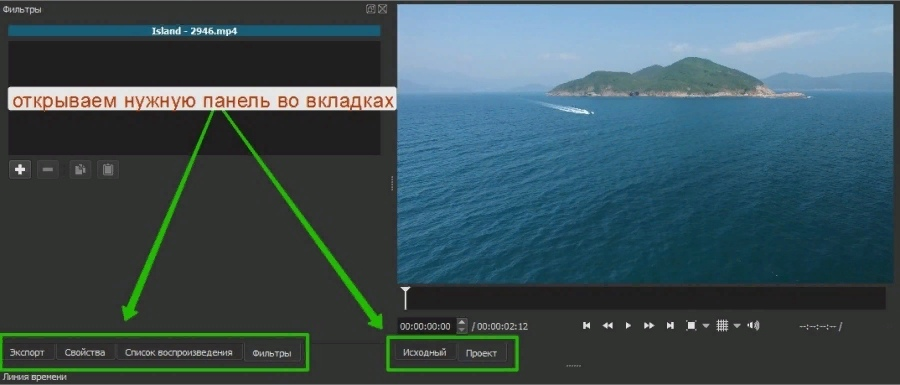 Фильтры
Island - 2946.mp4
открываем нужную панель во вкладках
00:00:00:00 / 00:00:02:12
--:--:--:-- /
Экспорт Свойства Список воспроизведения Фильтры
Исходный Проект
Линия времени